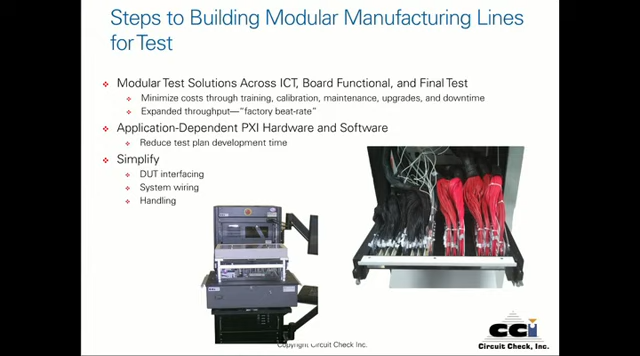 Steps to Building Modular Manufacturing Lines
for Test
Modular Test Solutions Across ICT, Board Functional, and Final Test
Minimize costs through training, calibration, maintenance, upgrades, and downtime
Expanded throughput—"factory beat-rate"
Application-Dependent PXI Hardware and Software
Reduce test plan development time
Simplify
DUT interfacing
System wiring
Handling
CCI
Circuit Check, Inc.
Copyright Circuit Check Inc.